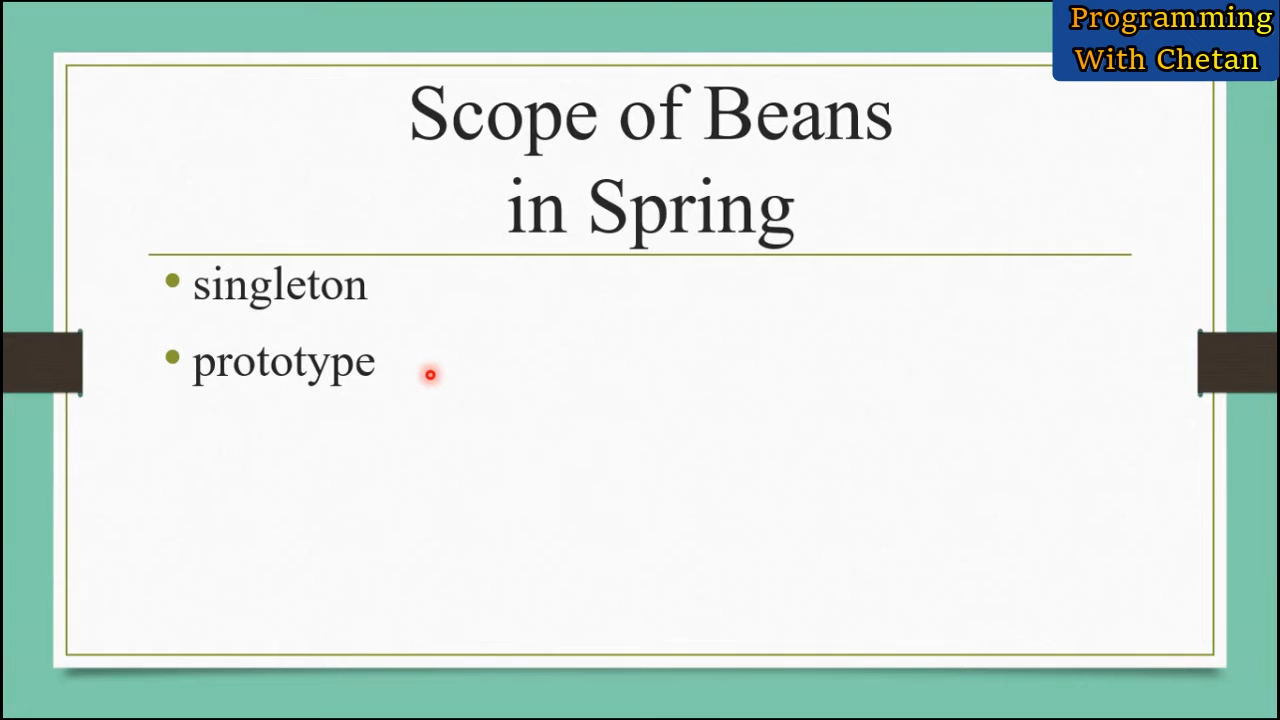 Programming
With Chetan
Scope of Beans
in Spring
singleton
prototype